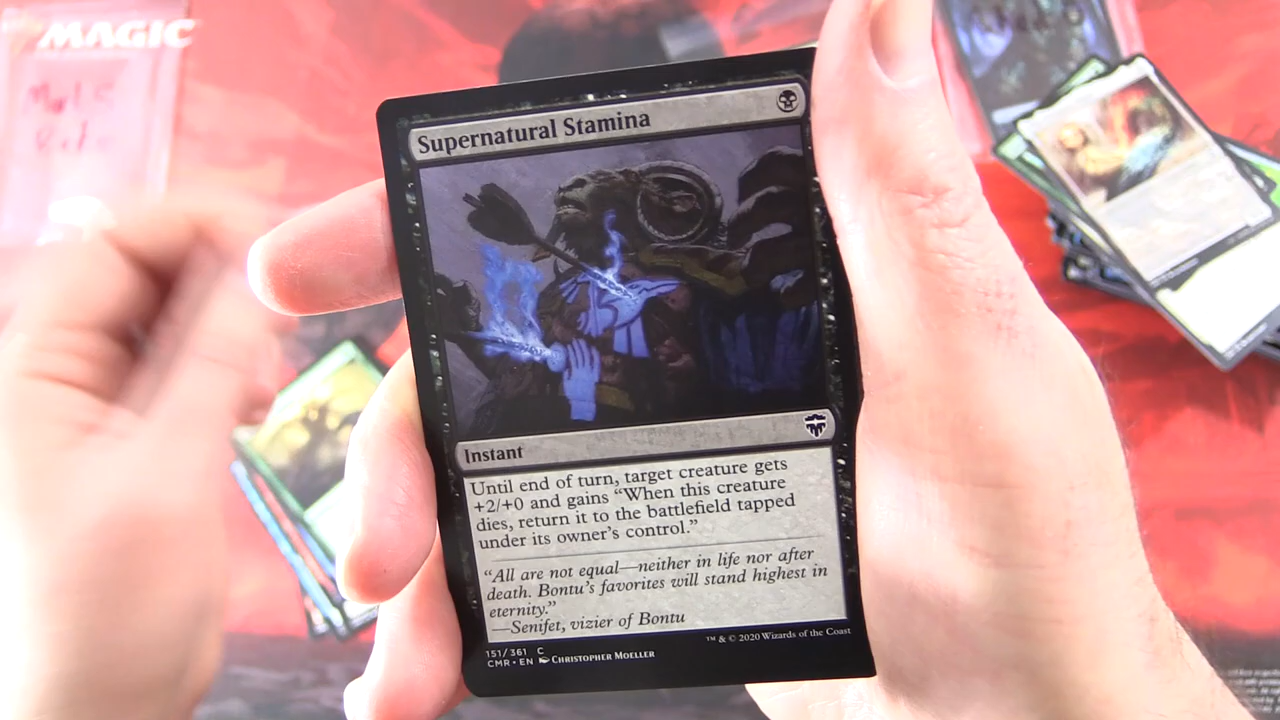 MAGIC
Supernatural Stamina
Instant
Until end of turn, target creature gets
+2/+0 and gains “When this creature
dies, return it to the battlefield tapped
under its owner’s control.”
“All are not equal—neither in life nor after
death. Bontu’s favorites will stand highest in
eternity.”
—Senifet, vizier of Bontu
™ & © 2020 Wizards of the Coast
151/361 C
CMR • EN Christopher Moeller